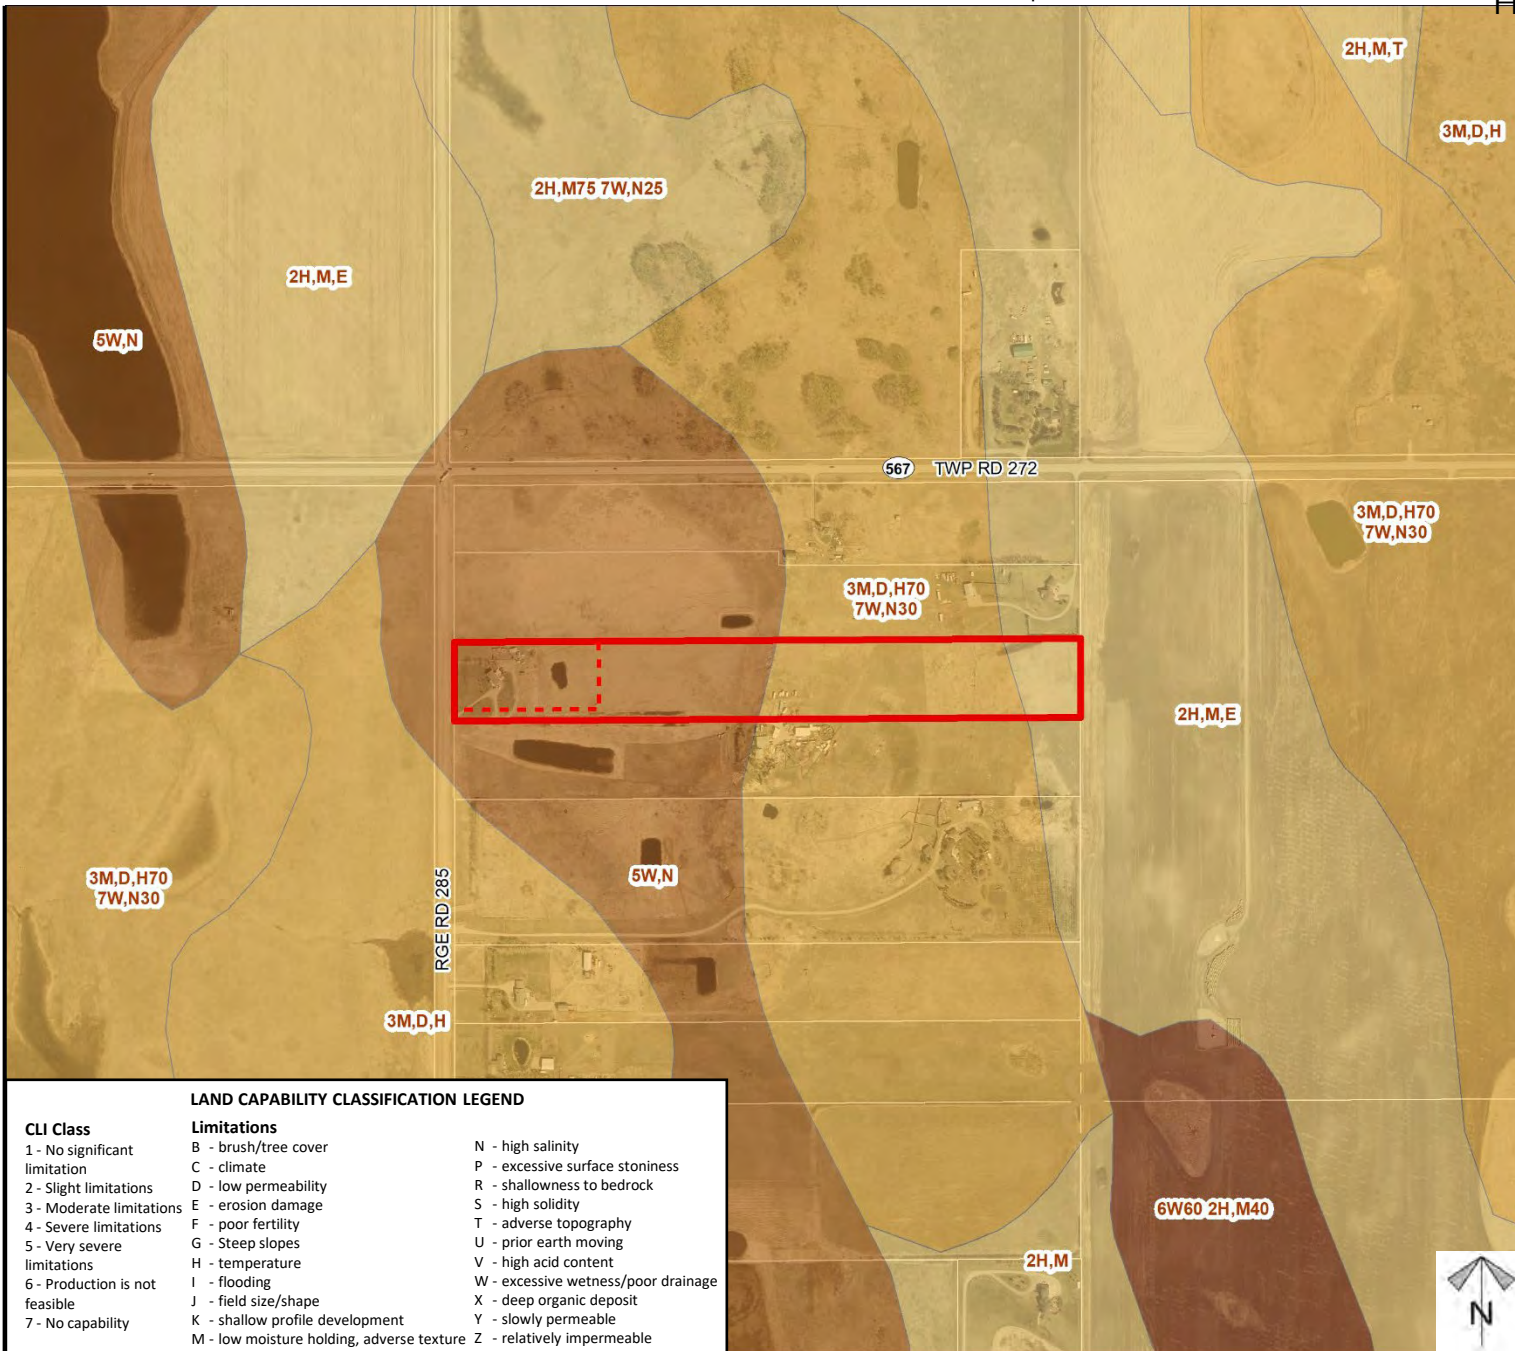 2H,M,T
3M,D,H
2H,M75 7W,N25
2H,M,E
5W,N
567 TWP RD 272
3M,D,H70
7W,N30
3M,D,H70
7W,N30
2H,M,E
3M,D,H70
7W,N30
5W,N
RGE RD 285
3M,D,H
6W60 2H,M40
2H,M
LAND CAPABILITY CLASSIFICATION LEGEND
CLI Class
1 - No significant
limitation
2 - Slight limitations
3 - Moderate limitations
4 - Severe limitations
5 - Very severe
limitations
6 - Production is not
feasible
7 - No capability
Limitations
B - brush/tree cover
C - climate
D - low permeability
E - erosion damage
F - poor fertility
G - Steep slopes
H - temperature
I - flooding
J - field size/shape
K - shallow profile development
M - low moisture holding, adverse texture
N - high salinity
P - excessive surface stoniness
R - shallowness to bedrock
S - high solidity
T - adverse topography
U - prior earth moving
V - high acid content
W - excessive wetness/poor drainage
X - deep organic deposit
Y - slowly permeable
Z - relatively impermeable
N